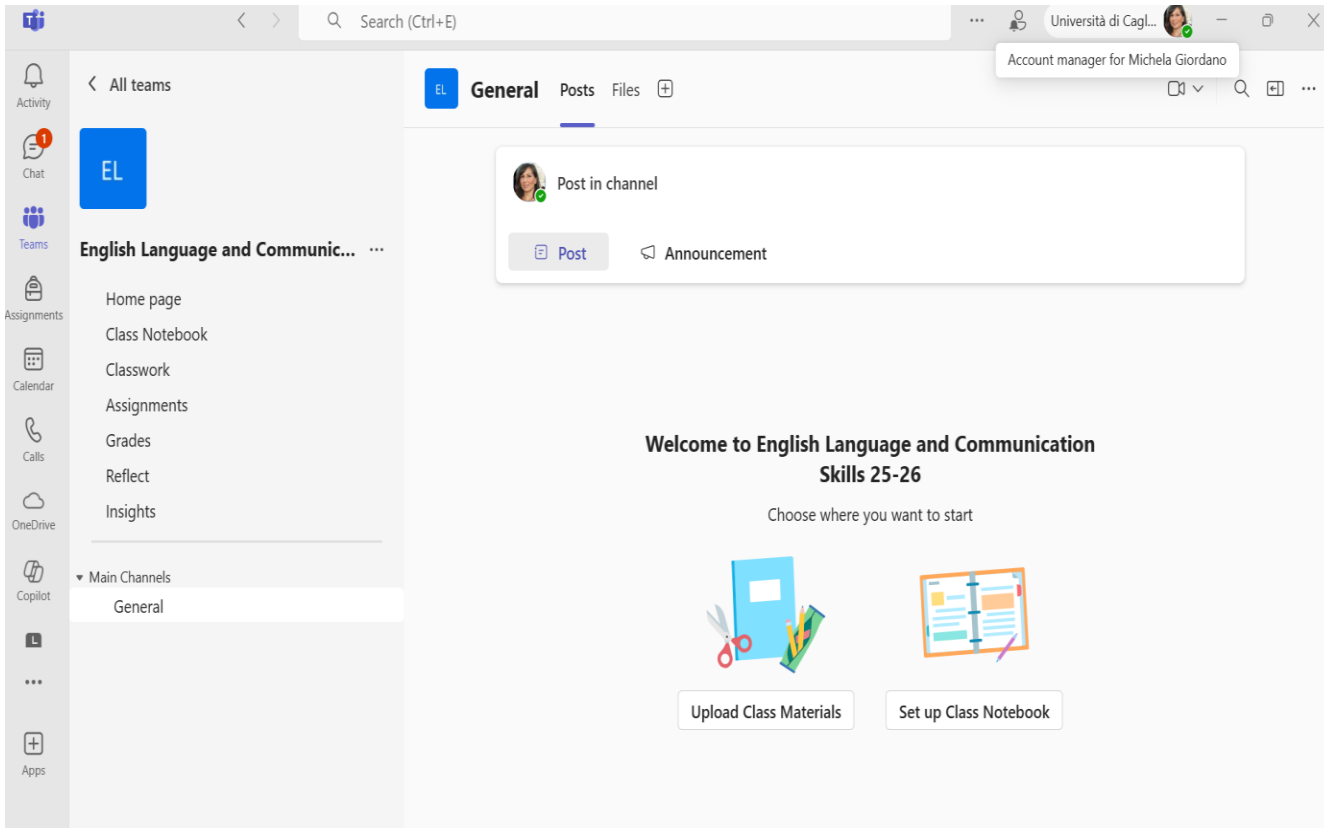 Search (Ctrl+E)
Università di Cagl...
Account manager for Michela Giordano
Activity
1
Chat
Teams
Assignments
Calendar
Calls
OneDrive
Copilot
L
Apps
All teams
EL
English Language and Communic...
Home page
Class Notebook
Classwork
Assignments
Grades
Reflect
Insights
Main Channels
General
EL General Posts Files
Post in channel
Post Announcement
Welcome to English Language and Communication
Skills 25-26
Choose where you want to start
Upload Class Materials Set up Class Notebook